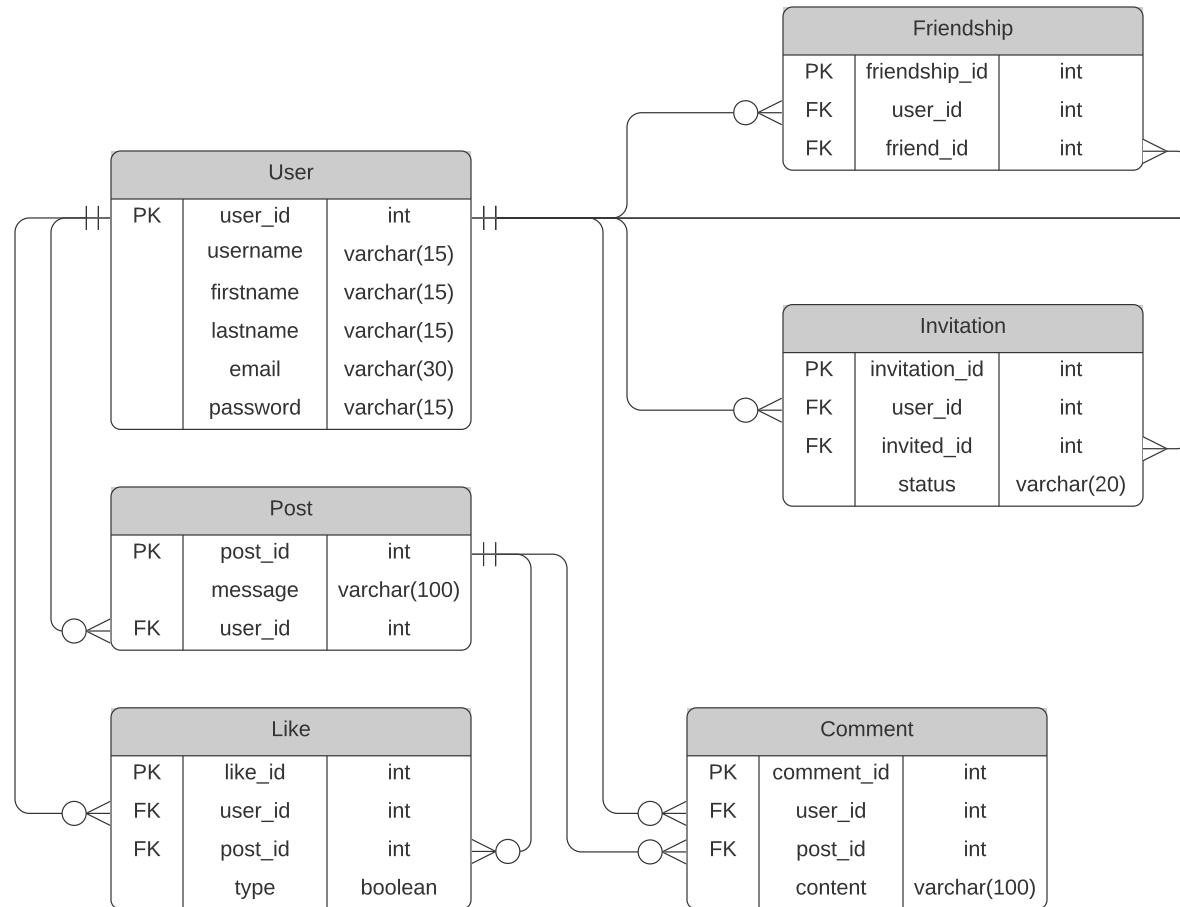 Friendship
PK friendship_id int
FK user_id int
FK friend_id int
User
PK user_id int
username varchar(15)
firstname varchar(15)
lastname varchar(15)
email varchar(30)
password varchar(15)
Invitation
PK invitation_id int
FK user_id int
FK invited_id int
status varchar(20)
Post
PK post_id int
message varchar(100)
FK user_id int
Like
PK like_id int
FK user_id int
FK post_id int
type boolean
Comment
PK comment_id int
FK user_id int
FK post_id int
content varchar(100)